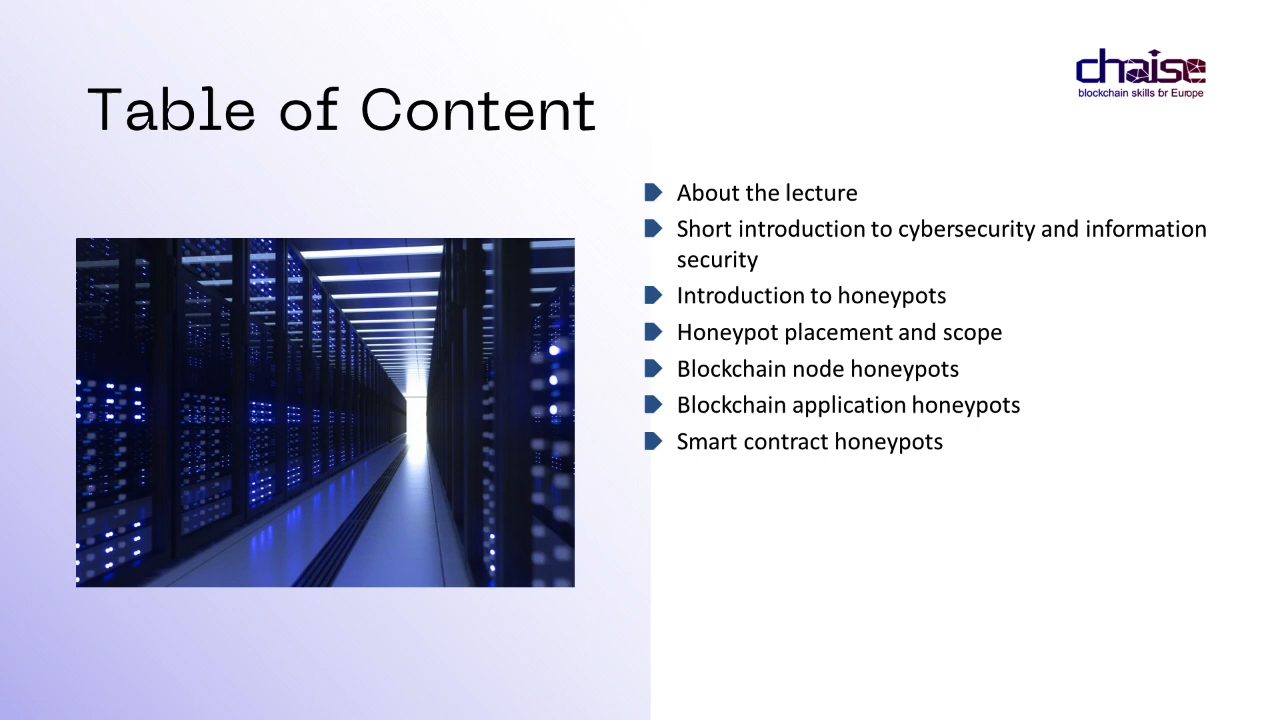 Table of Content
chaise
blockchain skills for Europe
About the lecture
Short introduction to cybersecurity and information
security
Introduction to honeypots
Honeypot placement and scope
Blockchain node honeypots
Blockchain application honeypots
Smart contract honeypots